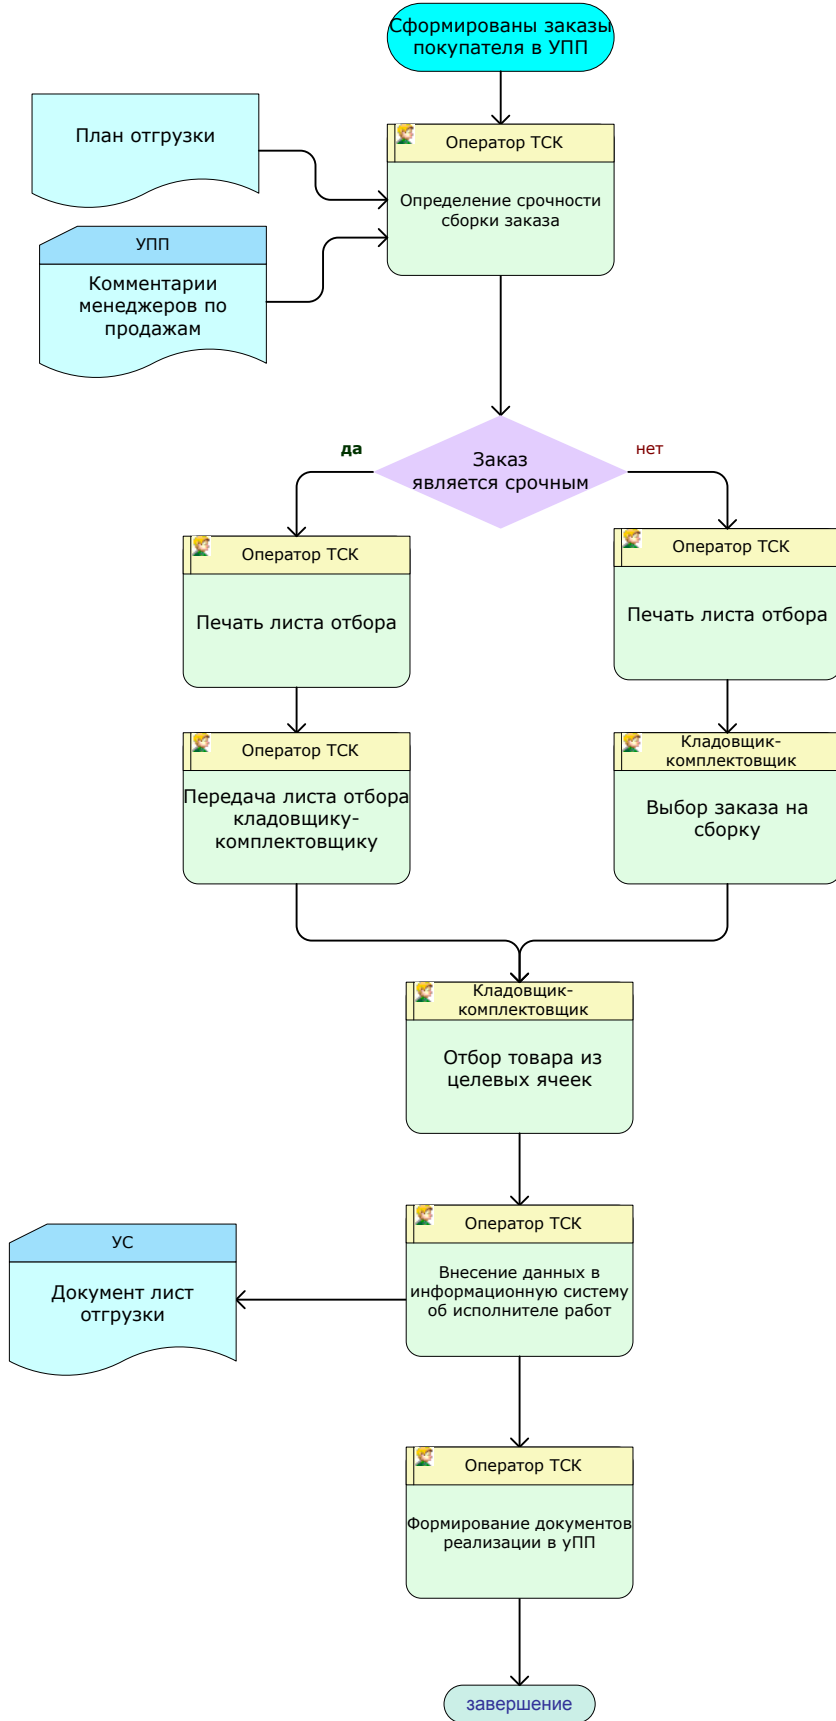 Сформированы заказы
покупателя в УПП
План отгрузки
Оператор ТСК
Определение срочности
сборки заказа
УПП
Комментарии
менеджеров по
продажам
да
Заказ
является срочным
нет
Оператор ТСК
Печать листа отбора
Оператор ТСК
Печать листа отбора
Оператор ТСК
Передача листа отбора
кладовщику-
комплектовщику
Кладовщик-
комплектовщик
Выбор заказа на
сборку
Кладовщик-
комплектовщик
Отбор товара из
целевых ячеек
Оператор ТСК
Внесение данных в
информационную систему
об исполнителе работ
УС
Документ лист
отгрузки
Оператор ТСК
Формирование документов
реализации в уПП
завершение